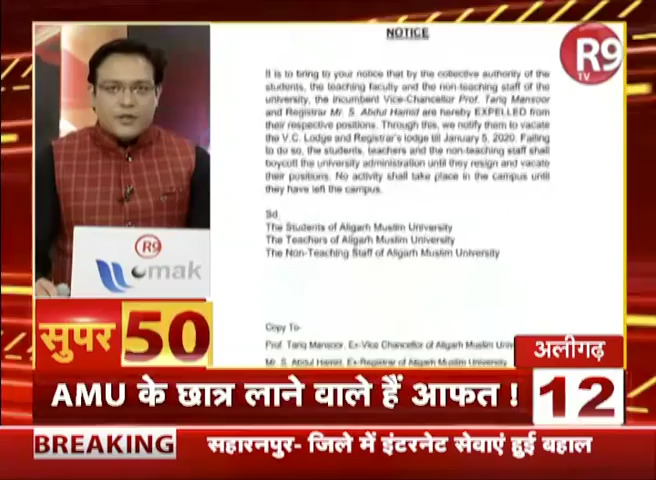 NOTICE
It is to bring to your notice that by the collective authority of the
students, the teaching faculty and the non-teaching staff of the
university, the incumbent Vice-Chancellor Prof. Tariq Mansoor
and Registrar Mr. S. Abdul Hamid are hereby EXPELLED from
their respective positions. Through this, we notify them to vacate
the V.C. Lodge and Registrar's lodge till January 5, 2020. Failing
to do so, the students, teachers and the non-teaching staff shall
boycott the university administration until they resign and vacate
their positions. No activity shall take place in the campus until
they have left the campus.
Sd.
The Students of Aligarh Muslim University
The Teachers of Aligarh Muslim University
The Non-Teaching Staff of Aligarh Muslim University
Copy To-
Prof. Tariq Mansoor, Ex-Vice Chancellor of Aligarh Muslim Univ
Mr. S. Abdul Hamid, Ex-Registrar of Aligarh Muslim University
R9
TV
R9
omak
सुपर 50
अलीगढ़
AMU के छात्र लाने वाले हैं आफत !
12
BREAKING
सहारनपुर- जिले में इंटरनेट सेवाएं हुई बहाल